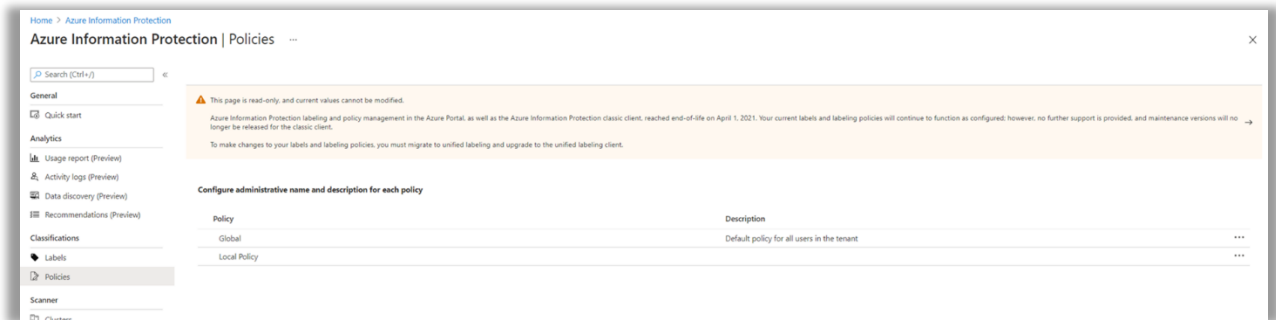 Home > Azure Information Protection
Azure Information Protection | Policies ...
Search (Ctrl+/) «
General
Quick start
Analytics
Usage report (Preview)
Activity logs (Preview)
Data discovery (Preview)
Recommendations (Preview)
Classifications
Labels
Policies
Scanner
Clusters
This page is read-only, and current values cannot be modified.
Azure Information Protection labeling and policy management in the Azure Portal, as well as the Azure Information Protection classic client, reached end-of-life on April 1, 2021. Your current labels and labeling policies will continue to function as configured; however, no further support is provided, and maintenance versions will no
longer be released for the classic client.
To make changes to your labels and labeling policies, you must migrate to unified labeling and upgrade to the unified labeling client.
Configure administrative name and description for each policy
Policy Description
Global Default policy for all users in the tenant ...
Local Policy ...